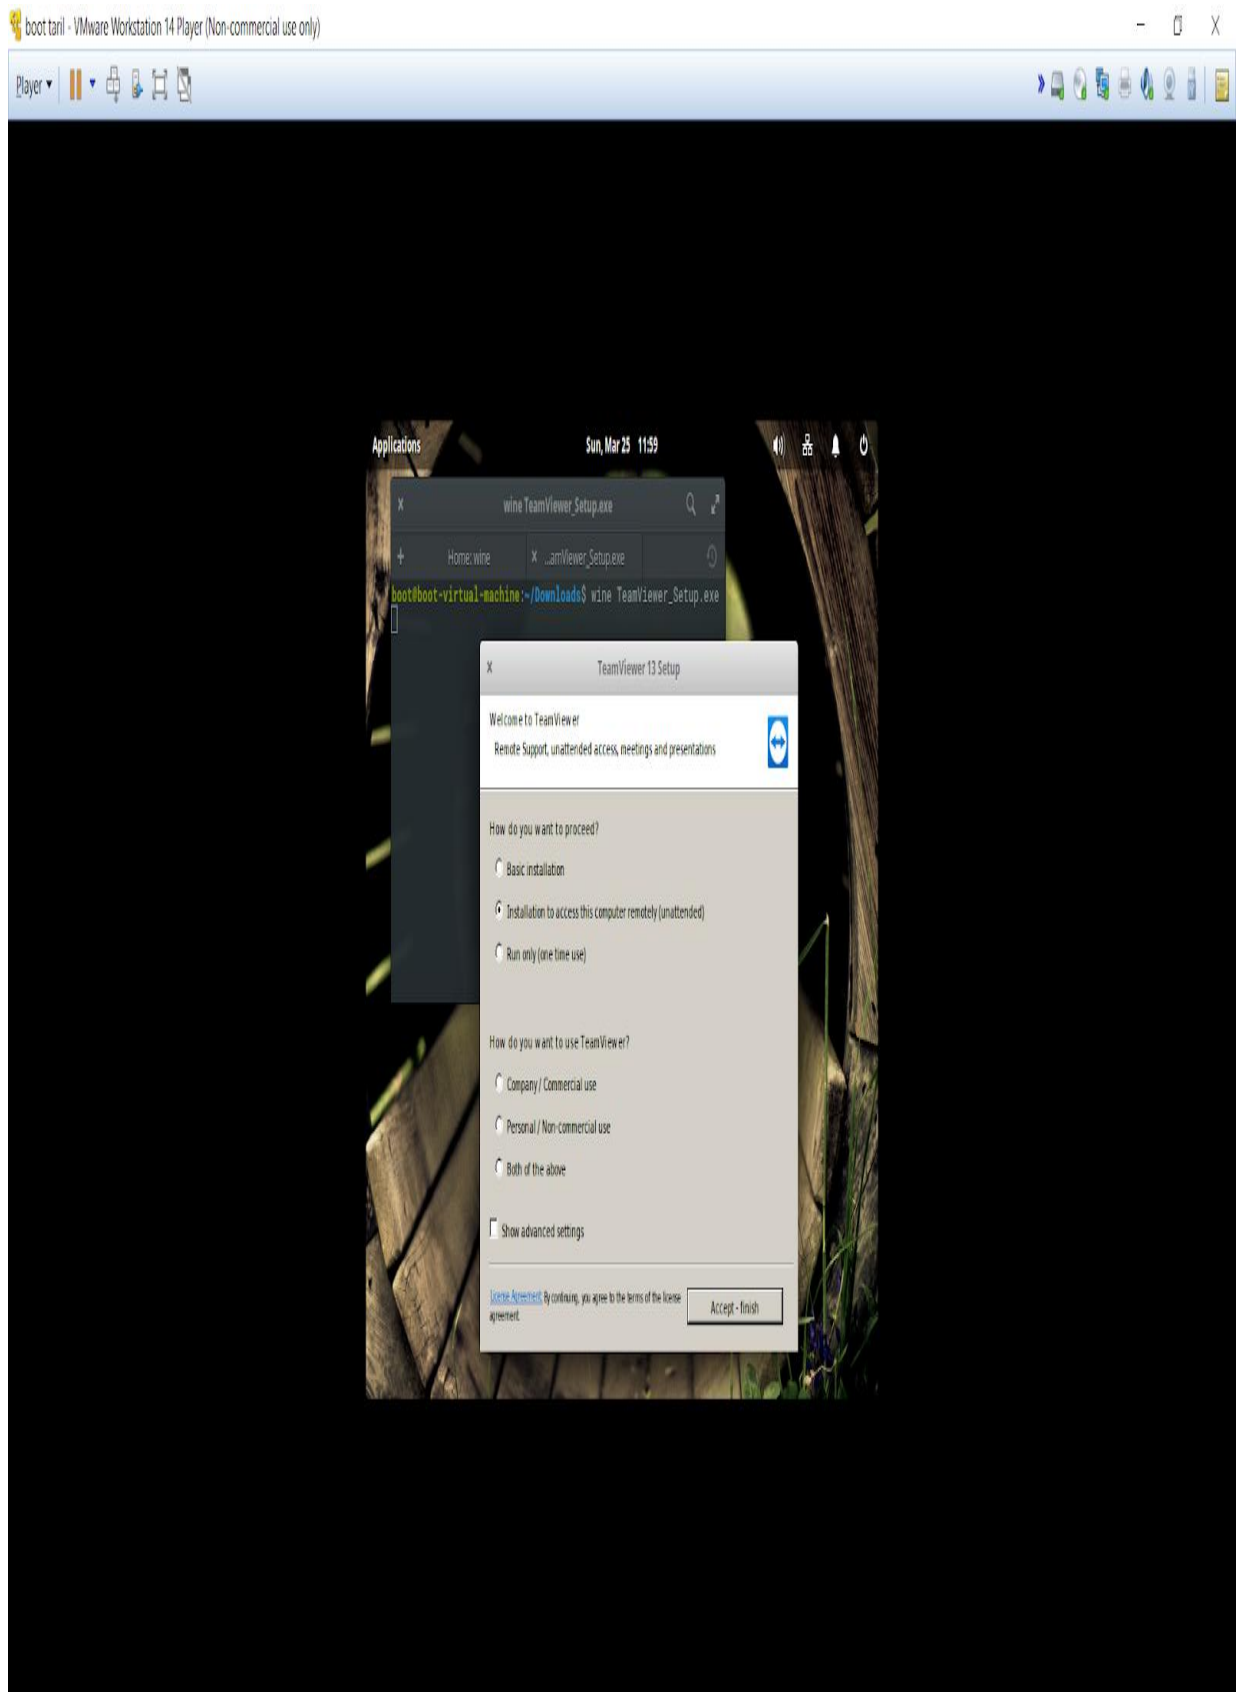 boot taril - VMware Workstation 14 Player (Non-commercial use only)
Player
Applications
Sun, Mar 25 11:59
wine TeamViewer_Setup.exe
Home: wine
...amViewer_Setup.exe
boot@boot-virtual-machine:~/Downloads$ wine TeamViewer_Setup.exe
TeamViewer 13 Setup
Welcome to TeamViewer
Remote Support, unattended access, meetings and presentations
How do you want to proceed?
Basic installation
Installation to access this computer remotely (unattended)
Run only (one time use)
How do you want to use TeamViewer?
Company / Commercial use
Personal / Non-commercial use
Both of the above
Show advanced settings
License Agreement: By continuing, you agree to the terms of the license
agreement.
Accept - finish